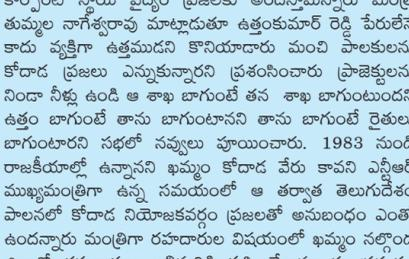 తుమ్మల నాగేశ్వరావు మాట్లాడుతూ ఉత్తంకుమార్ రెడ్డి పేరులేనే
కాదు వ్యక్తిగా ఉత్తముడని కొనియాడారు మంచి పాలకులను
కోదాడ ప్రజలు ఎన్నుకున్నారని ప్రశంసించారు ప్రాజెక్టులను
నిండా నీళ్లు ఉండి ఆ శాఖ బాగుంటే తన శాఖ బాగుంటుందని
ఉత్తం బాగుంటే తాను బాగుంటానని తాను బాగుంటే రైతులు
బాగుంటారని సభలో నవ్వులు పూయించారు. 1983 నుండి
రాజకీయాల్లో ఉన్నానని ఖమ్మం కోదాడ వేరు కావని ఎన్టీఆర్
ముఖ్యమంత్రిగా ఉన్న సమయంలో ఆ తర్వాత తెలుగుదేశం
పాలనలో కోదాడ నియోజకవర్గం ప్రజలతో అనుబంధం ఎంతో
ఉందన్నారు మంత్రిగా రహదారుల విషయంలో ఖమ్మం నల్గొండ